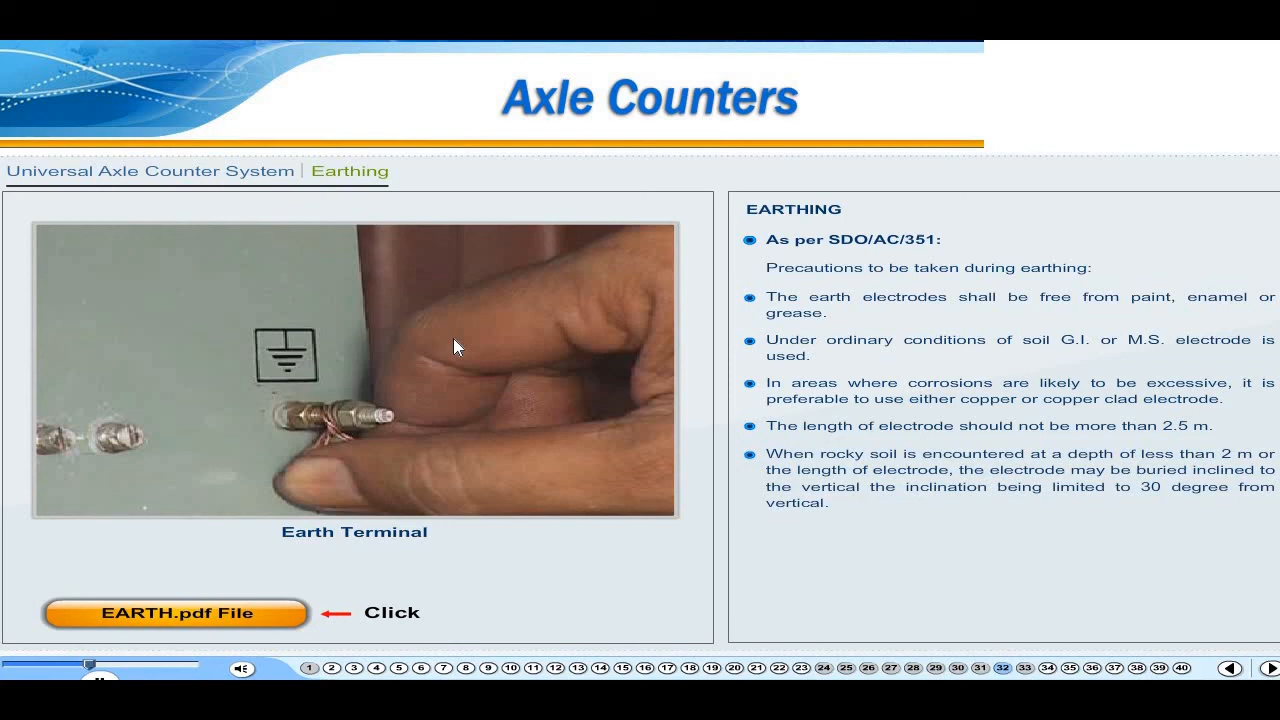 Axle Counters
Universal Axle Counter System | Earthing
EARTHING
As per SDO/AC/351:
Precautions to be taken during earthing:
The earth electrodes shall be free from paint, enamel or
grease.
Under ordinary conditions of soil G.I. or M.S. electrode is
used.
In areas where corrosions are likely to be excessive, it is
preferable to use either copper or copper clad electrode.
The length of electrode should not be more than 2.5 m.
When rocky soil is encountered at a depth of less than 2 m or
the length of electrode, the electrode may be buried inclined to
the vertical the inclination being limited to 30 degree from
vertical.
Earth Terminal
EARTH.pdf File
Click
1 2 3 4 5 6 7 8 9 10 11 12 13 14 15 16 17 18 19 20 21 22 23 24 25 26 27 28 29 30 31 32 33 34 35 36 37 38 39 40